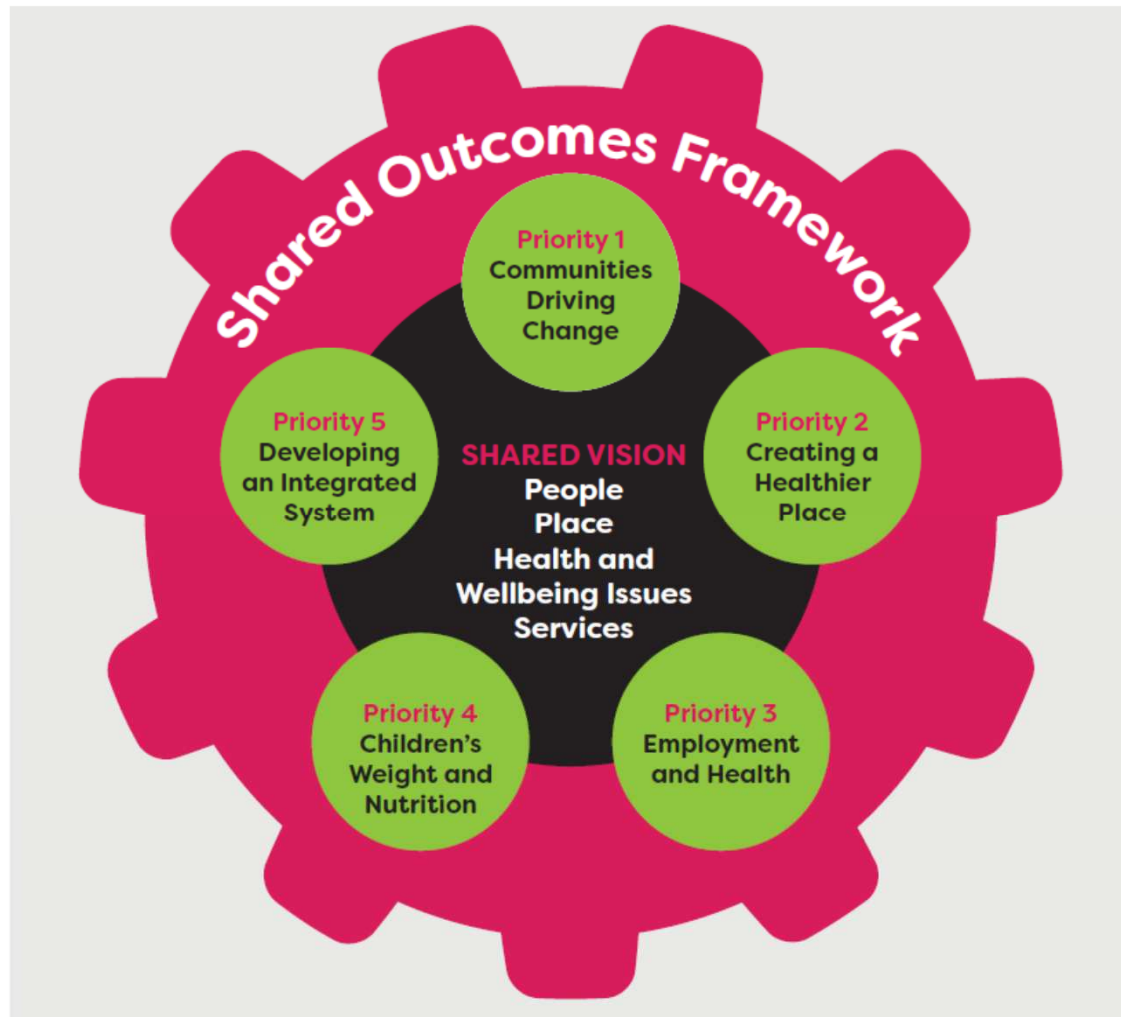 Shared Outcomes Framework
Priority 1
Communities
Driving
Change
Priority 2
Creating a
Healthier
Place
Priority 3
Employment
and Health
Priority 4
Children’s
Weight and
Nutrition
Priority 5
Developing
an Integrated
System
SHARED VISION
People
Place
Health and
Wellbeing Issues
Services